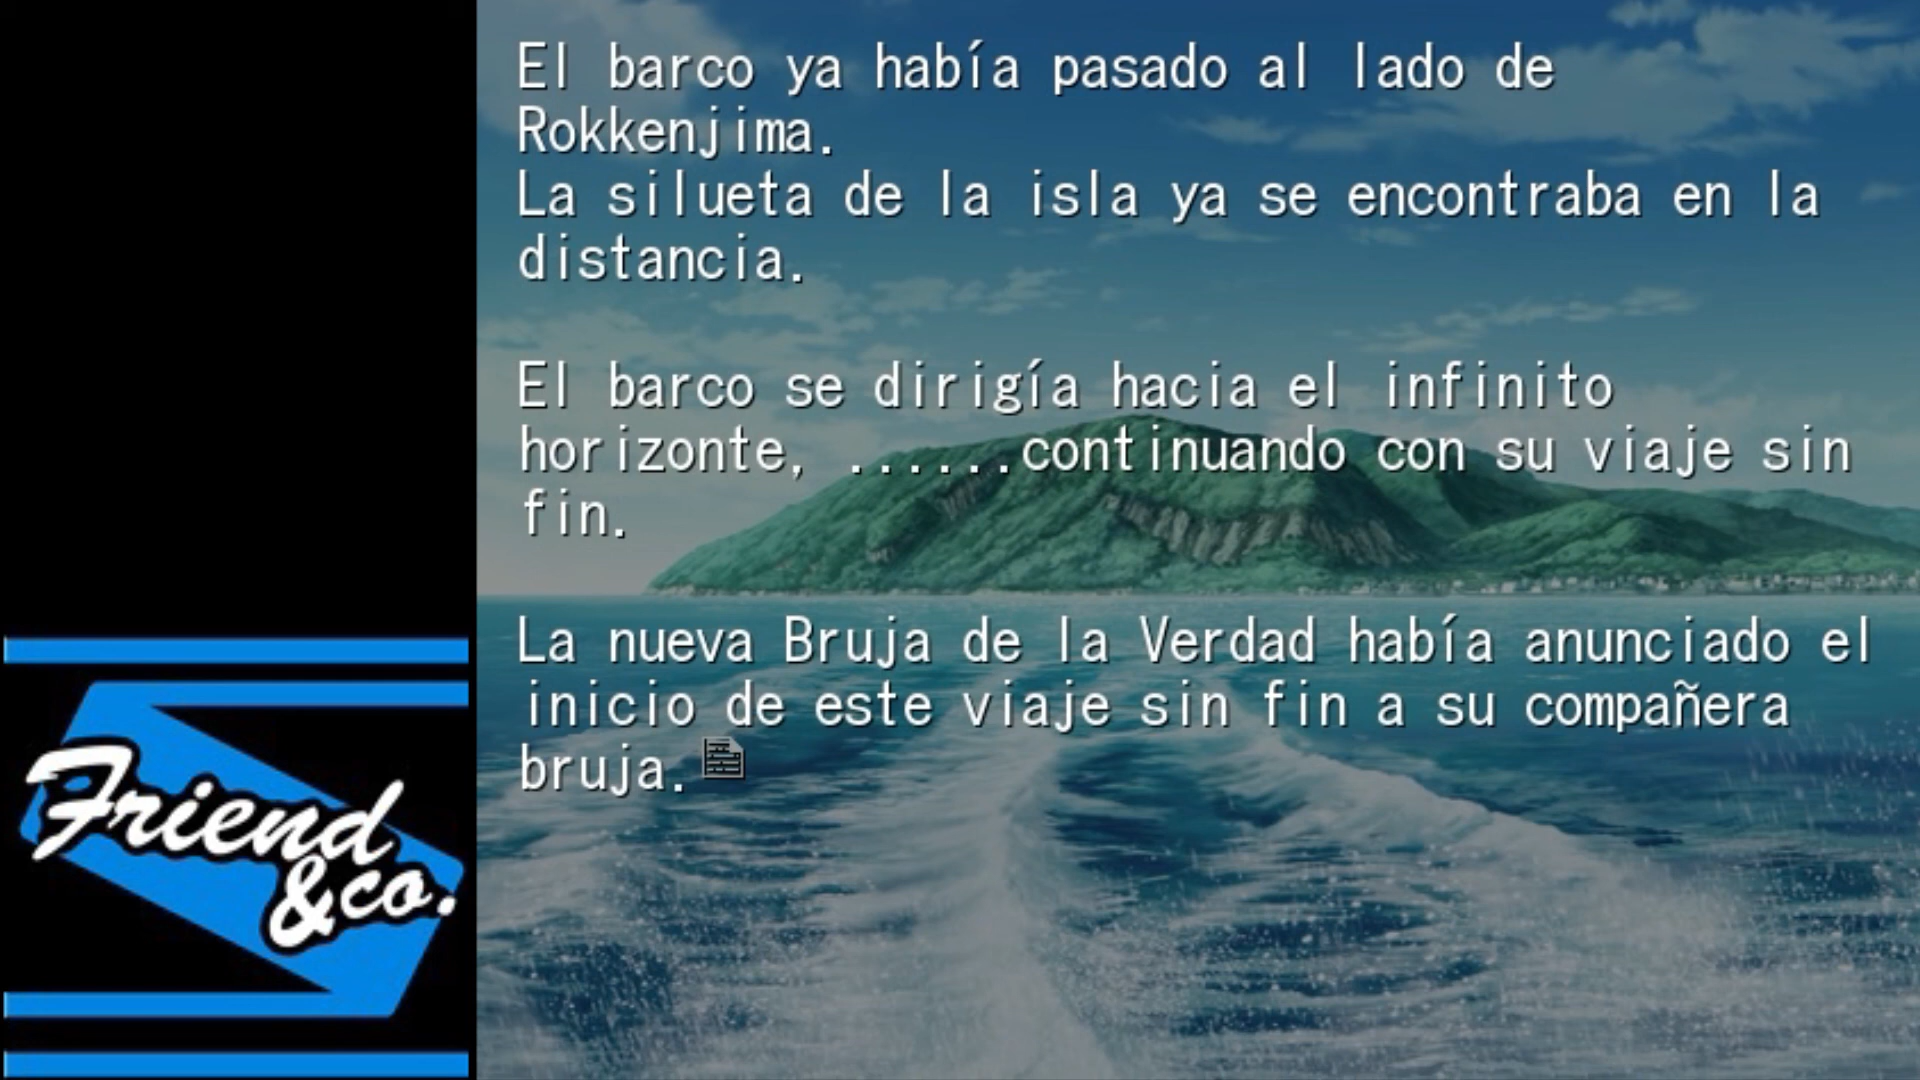 El barco ya había pasado al lado de
Rokkenjima.
La silueta de la isla ya se encontraba en la
distancia.
El barco se dirigía hacia el infinito
horizonte, ......continuando con su viaje sin
fin.
La nueva Bruja de la Verdad había anunciado el
inicio de este viaje sin fin a su compañera
bruja.
Friend
&co.